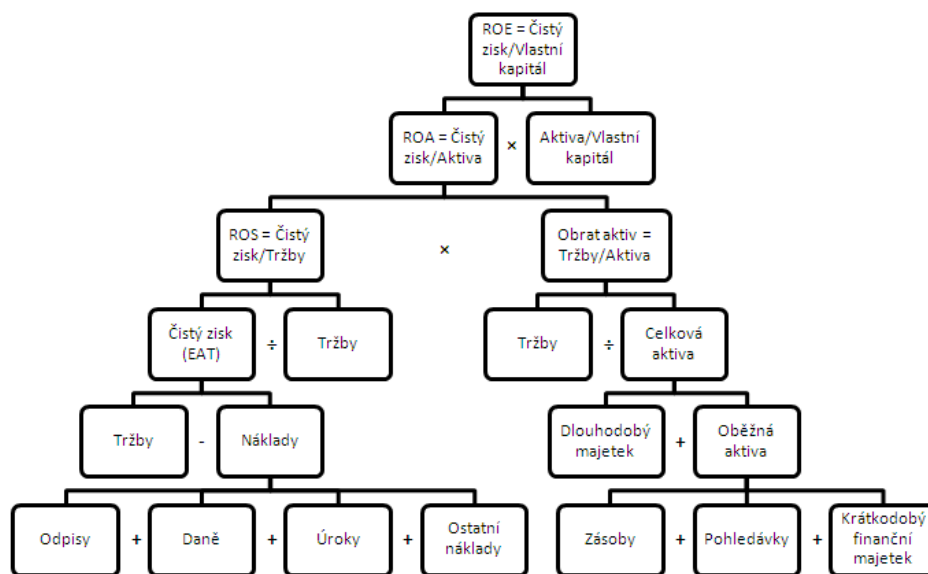 ROE = Čistý
zisk/Vlastní
kapitál
ROA = Čistý
zisk/Aktiva
×
Aktiva/Vlastní
kapitál
ROS = Čistý
zisk/Tržby
×
Obrat aktiv =
Tržby/Aktiva
Čistý zisk
(EAT)
÷
Tržby
Tržby
÷
Celková
aktiva
Tržby
-
Náklady
Dlouhodobý
majetek
+
Oběžná
aktiva
Odpisy
+
Daně
+
Úroky
+
Ostatní
náklady
Zásoby
+
Pohledávky
+
Krátkodobý
finanční
majetek